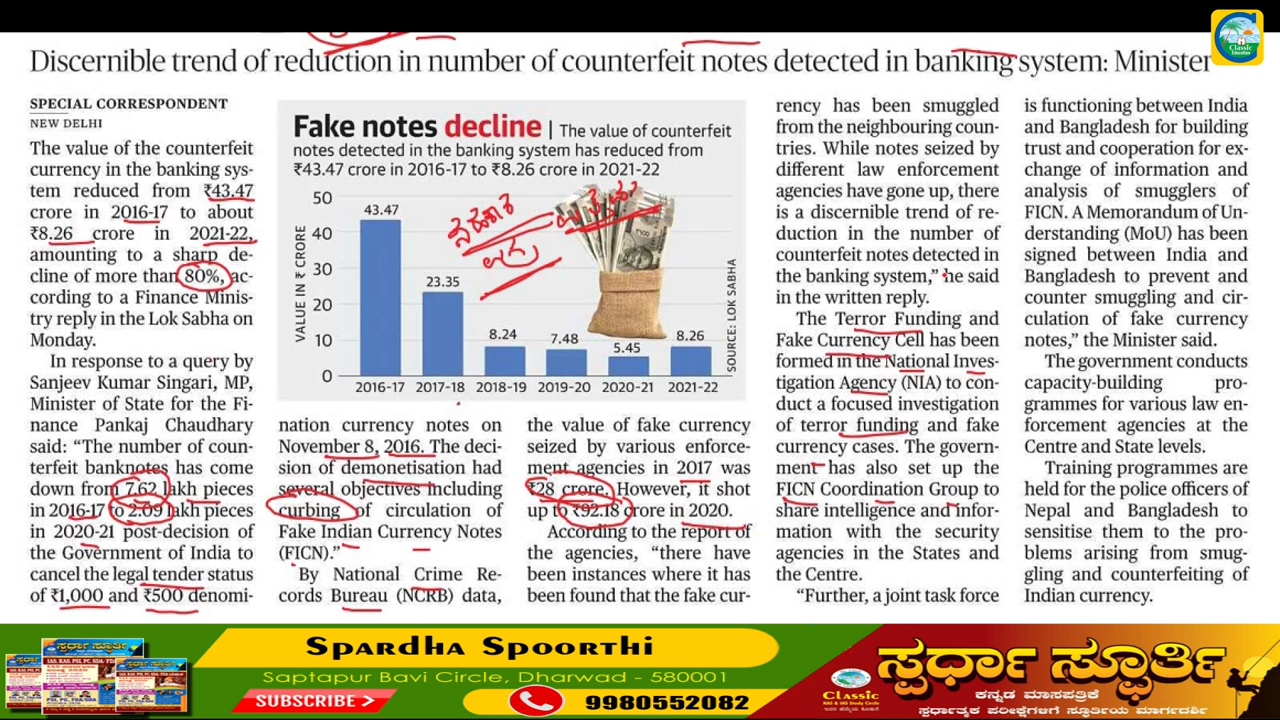 Discernible trend of reduction in number of counterfeit notes detected in banking system: Minister
SPECIAL CORRESPONDENT
NEW DELHI
The value of the counterfeit
currency in the banking sys-
tem reduced from ₹43.47
crore in 2016-17 to about
₹8.26 crore in 2021-22,
amounting to a sharp de-
cline of more than 80%, ac-
cording to a Finance Minis-
try reply in the Lok Sabha on
Monday.
In response to a query by
Sanjeev Kumar Singari, MP,
Minister of State for the Fi-
nance Pankaj Chaudhary
said: “The number of coun-
terfeit banknotes has come
down from 7.62 lakh pieces
in 2016-17 to 2.09 lakh pieces
in 2020-21 post-decision of
the Government of India to
cancel the legal tender status
of ₹1,000 and ₹500 denomi-
Fake notes decline | The value of counterfeit
notes detected in the banking system has reduced from
₹43.47 crore in 2016-17 to ₹8.26 crore in 2021-22
VALUE IN ₹ CRORE
50
40
30
20
10
0
43.47
23.35
8.24
7.48
5.45
8.26
2016-17 2017-18 2018-19 2019-20 2020-21 2021-22
SOURCE: LOK SABHA
nation currency notes on
November 8, 2016. The deci-
sion of demonetisation had
several objectives including
curbing of circulation of
Fake Indian Currency Notes
(FICN).”
By National Crime Re-
cords Bureau (NCRB) data,
the value of fake currency
seized by various enforce-
ment agencies in 2017 was
₹28 crore. However, it shot
up to ₹92.18 crore in 2020.
According to the report of
the agencies, “there have
been instances where it has
been found that the fake cur-
rency has been smuggled
from the neighbouring coun-
tries. While notes seized by
different law enforcement
agencies have gone up, there
is a discernible trend of re-
duction in the number of
counterfeit notes detected in
the banking system,” he said
in the written reply.
The Terror Funding and
Fake Currency Cell has been
formed in the National Inves-
tigation Agency (NIA) to con-
duct a focused investigation
of terror funding and fake
currency cases. The govern-
ment has also set up the
FICN Coordination Group to
share intelligence and infor-
mation with the security
agencies in the States and
the Centre.
“Further, a joint task force
is functioning between India
and Bangladesh for building
trust and cooperation for ex-
change of information and
analysis of smugglers of
FICN. A Memorandum of Un-
derstanding (MoU) has been
signed between India and
Bangladesh to prevent and
counter smuggling and cir-
culation of fake currency
notes,” the Minister said.
The government conducts
capacity-building pro-
grammes for various law en-
forcement agencies at the
Centre and State levels.
Training programmes are
held for the police officers of
Nepal and Bangladesh to
sensitise them to the pro-
blems arising from smug-
gling and counterfeiting of
Indian currency.
Classic
Education
Spardha Spoorthi
Saptapur Bavi Circle, Dharwad - 580001
SUBSCRIBE
9980552082
Classic
KAS & IAS Study Circle
ಸ್ಪರ್ಧಾ ಸ್ಫೂರ್ತಿ
ಕನ್ನಡ ಮಾಸಪತ್ರಿಕೆ
ಸ್ಪರ್ಧಾತ್ಮಕ ಪರೀಕ್ಷೆಗಳಿಗೆ ಸ್ಫೂರ್ತಿಯ ಮಾರ್ಗದರ್ಶಿ